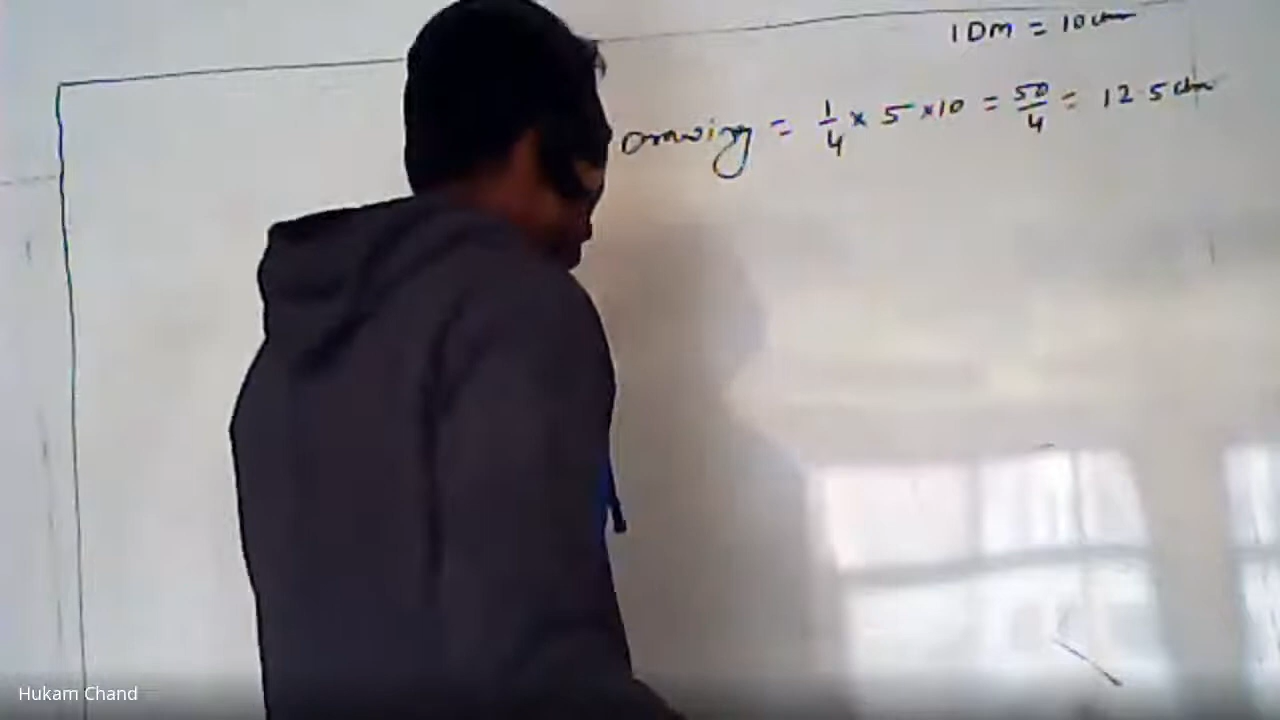 1 Dm = 10 cm
Drawing = 1/4 × 5 × 10 = 50/4 = 12.5 cm
Hukam Chand